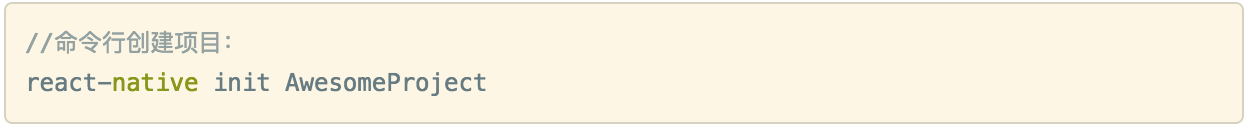 //命令行创建项目：
react-native init AwesomeProject